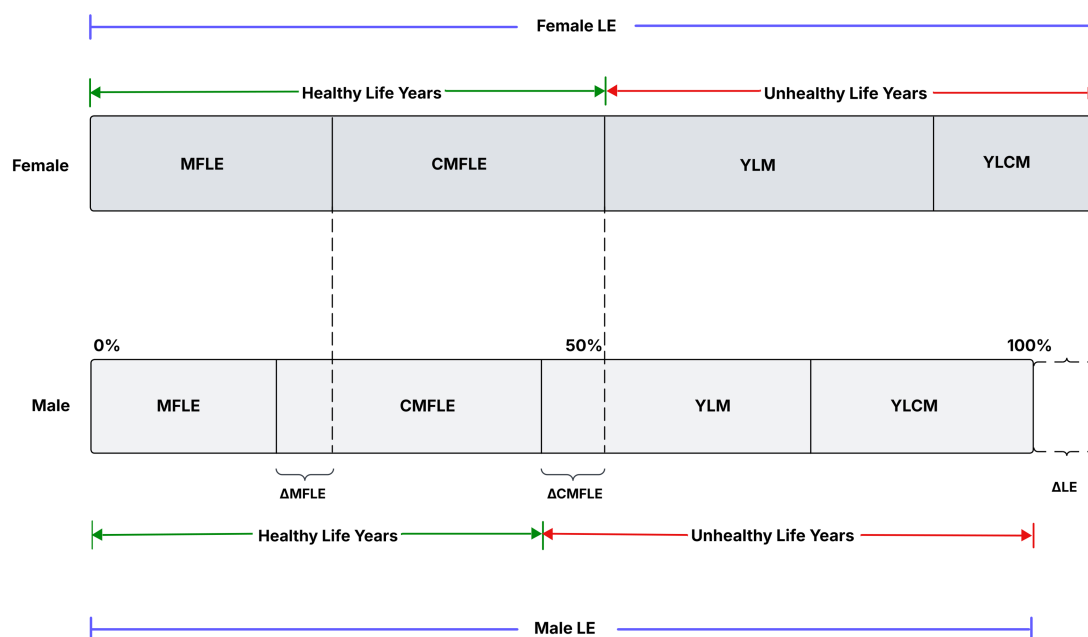 Female LE
Healthy Life Years
Unhealthy Life Years
Female
MFLE
CMFLE
YLM
YLCM
0%
50%
100%
Male
MFLE
CMFLE
YLM
YLCM
ΔMFLE
ΔCMFLE
ΔLE
Healthy Life Years
Unhealthy Life Years
Male LE